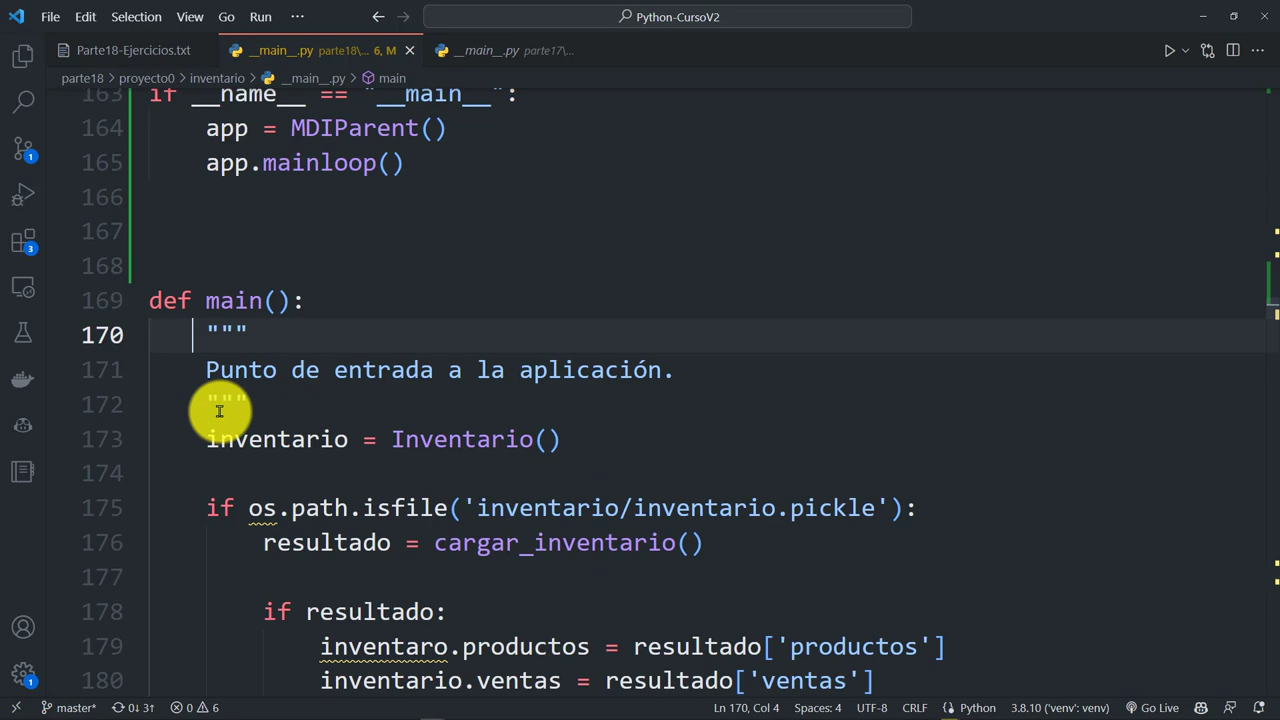 File Edit Selection View Go Run ··· Python-CursoV2
Parte18-Ejercicios.txt __main__.py parte18\... 6, M __main__.py parte17\...
parte18 > proyecto0 > inventario > __main__.py > main
163 if __name__ == "__main__":
164 app = MDIParent()
165 app.mainloop()
166
167
168
169 def main():
170 """
171 Punto de entrada a la aplicación.
172 """
173 inventario = Inventario()
174
175 if os.path.isfile('inventario/inventario.pickle'):
176 resultado = cargar_inventario()
177
178 if resultado:
179 inventaro.productos = resultado['productos']
180 inventario.ventas = resultado['ventas']
1
3
1
master* 0↓ 3↑ 0 6 Ln 170, Col 4 Spaces: 4 UTF-8 CRLF Python 3.8.10 ('venv': venv) Go Live